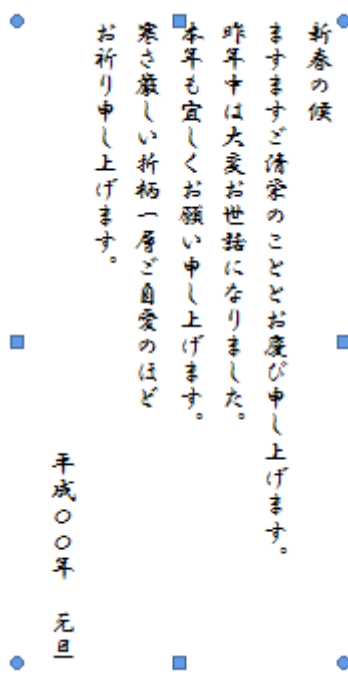 新春の候
ますますご清栄のこととお慶び申し上げます。
昨年中は大変お世話になりました。
本年も宜しくお願い申し上げます。
寒さ厳しい折柄一層ご自愛のほど
お祈り申し上げます。
平成〇〇年　元旦